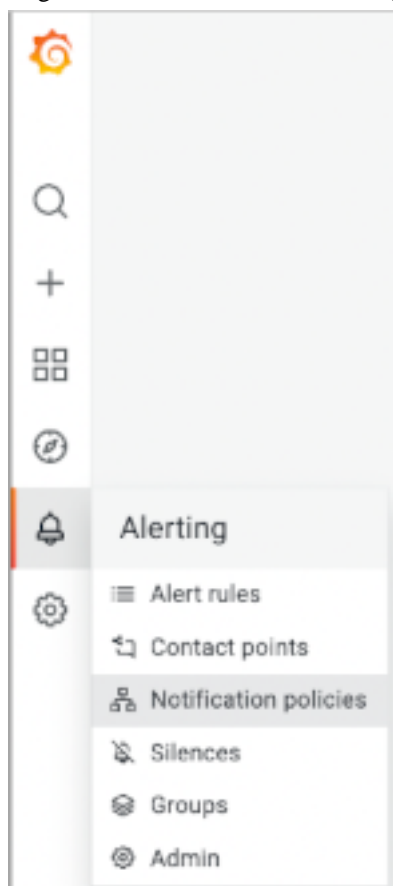 Alerting
Alert rules
Contact points
Notification policies
Silences
Groups
Admin